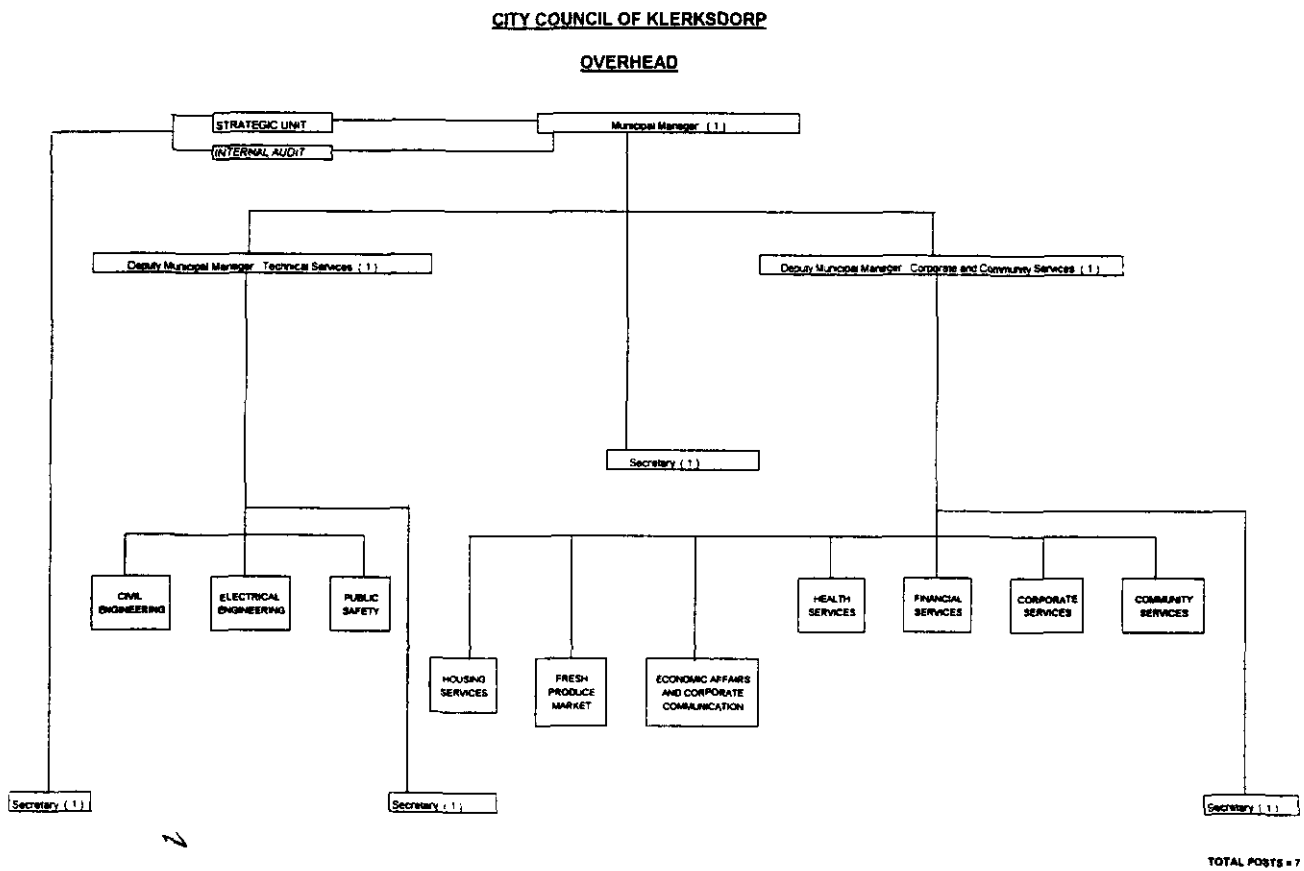 CITY COUNCIL OF KLERKSDORP
OVERHEAD
STRATEGIC UNIT
Municipal Manager ( 1 )
INTERNAL AUDIT
Deputy Municipal Manager Technical Services ( 1 )
Deputy Municipal Manager Corporate and Community Services ( 1 )
Secretary ( 1 )
CIVIL
ENGINEERING
ELECTRICAL
ENGINEERING
PUBLIC
SAFETY
HEALTH
SERVICES
FINANCIAL
SERVICES
CORPORATE
SERVICES
COMMUNITY
SERVICES
HOUSING
SERVICES
FRESH
PRODUCE
MARKET
ECONOMIC AFFAIRS
AND CORPORATE
COMMUNICATION
Secretary ( 1 )
Secretary ( 1 )
Secretary ( 1 )
TOTAL POSTS = 7